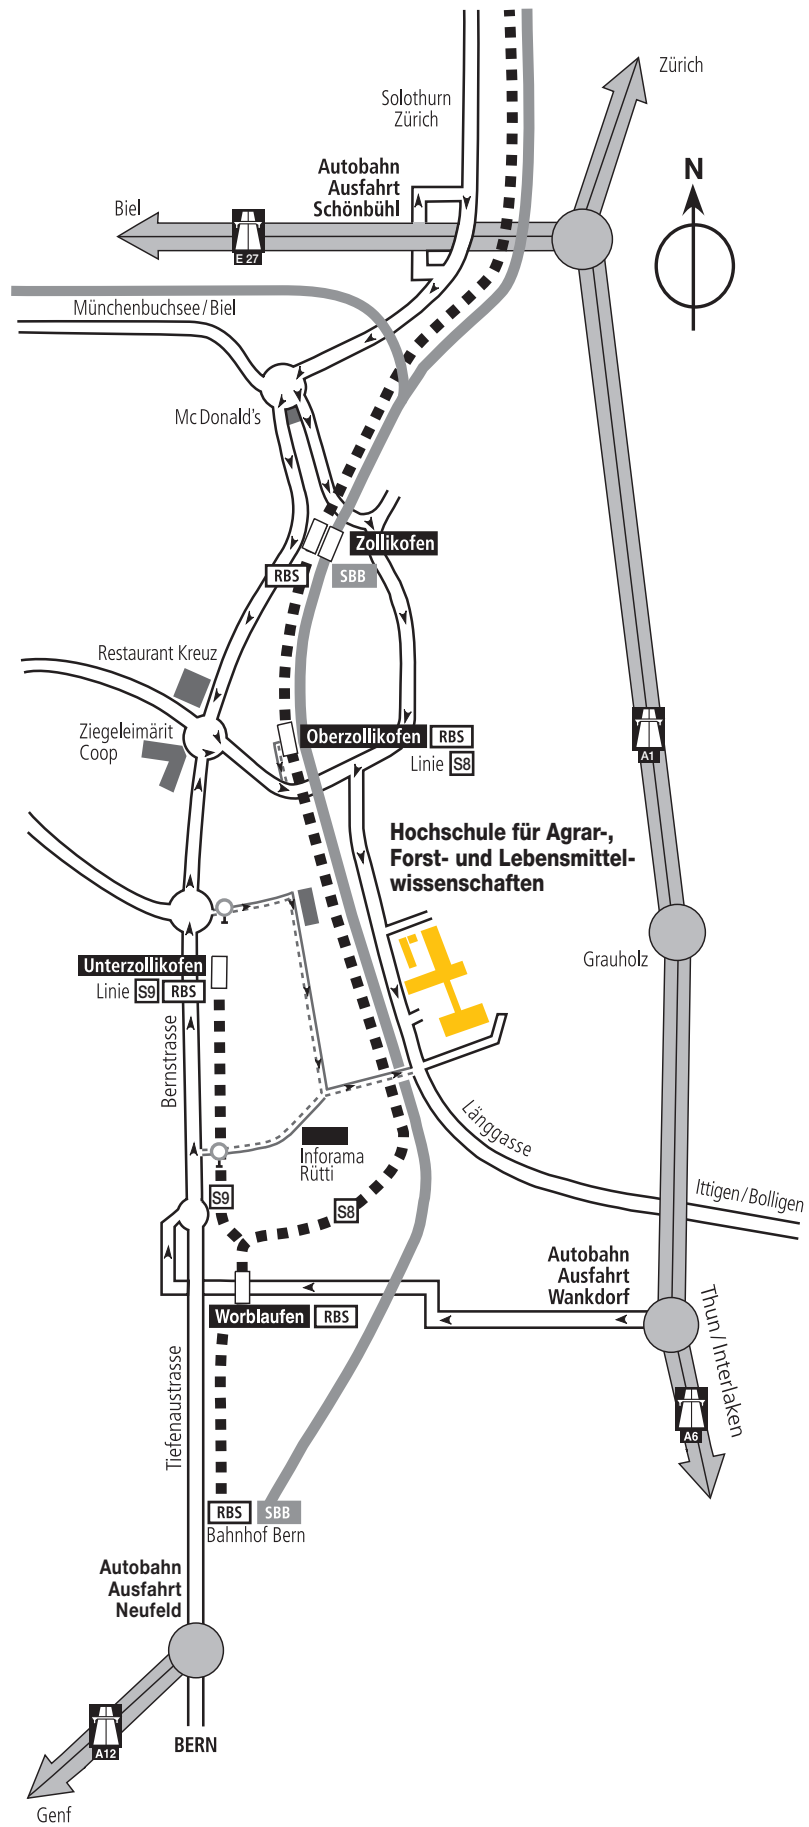 Zürich
Solothurn
Zürich
N
Autobahn
Ausfahrt
Schönbühl
Biel
E 27
Münchenbuchsee/Biel
Mc Donald's
Zollikofen
RBS
SBB
Restaurant Kreuz
Ziegeleimärit
Coop
Oberzollikofen
RBS
Linie S8
A1
Hochschule für Agrar-,
Forst- und Lebensmittel-
wissenschaften
Grauholz
Unterzollikofen
Linie S9 RBS
Bernstrasse
Länggasse
Inforama
Rütti
S9
S8
Ittigen/Bolligen
Autobahn
Ausfahrt
Wankdorf
Worblaufen
RBS
Thun/Interlaken
A6
Tiefenaustrasse
RBS
SBB
Bahnhof Bern
Autobahn
Ausfahrt
Neufeld
A12
BERN
Genf